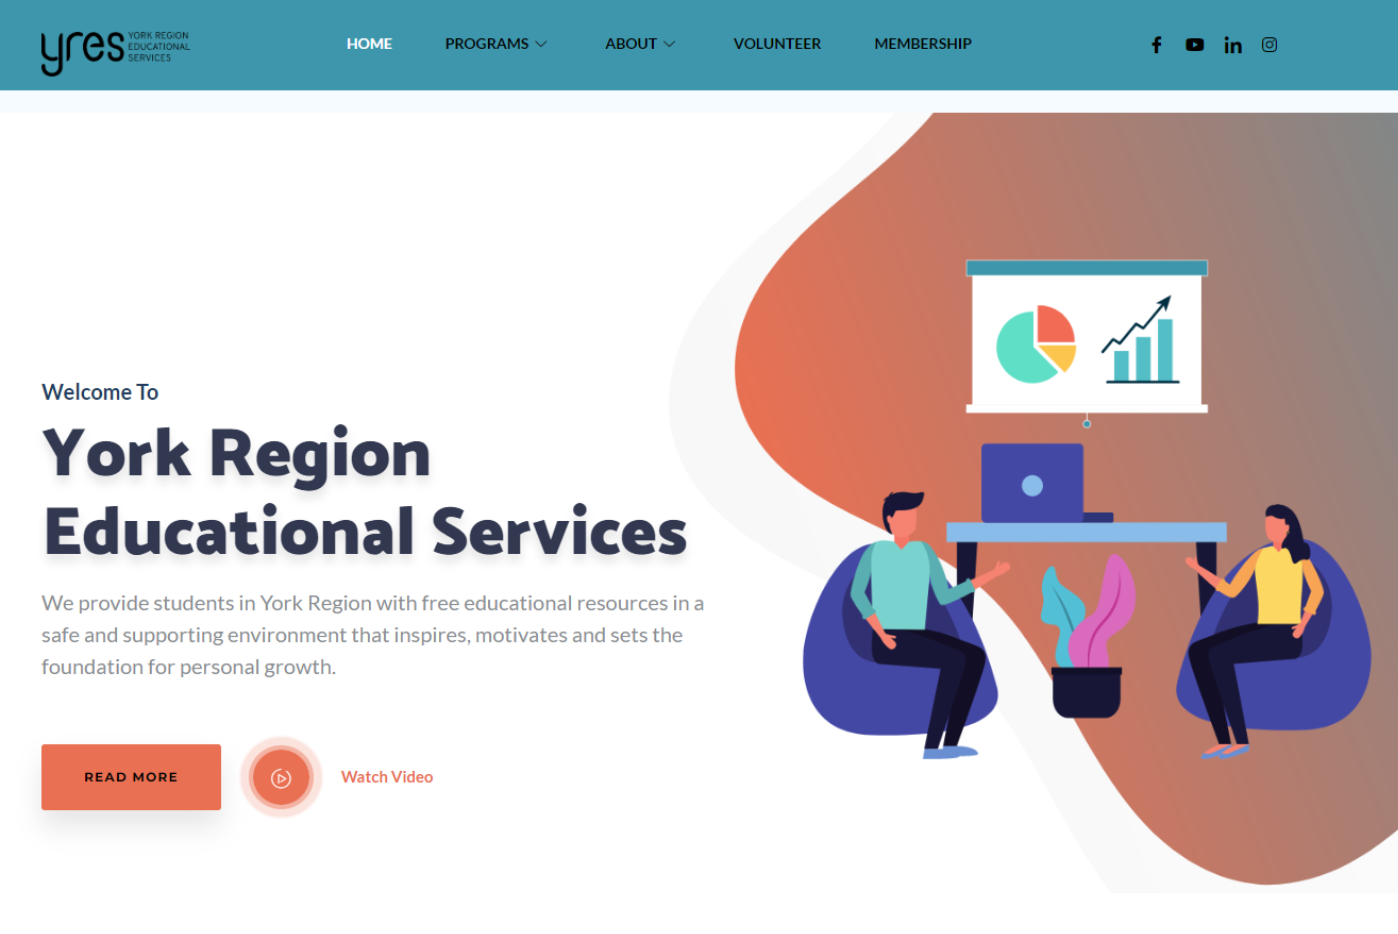 yres YORK REGION
EDUCATIONAL
SERVICES
HOME PROGRAMS ABOUT VOLUNTEER MEMBERSHIP
Welcome To
York Region
Educational Services
We provide students in York Region with free educational resources in a
safe and supporting environment that inspires, motivates and sets the
foundation for personal growth.
READ MORE Watch Video